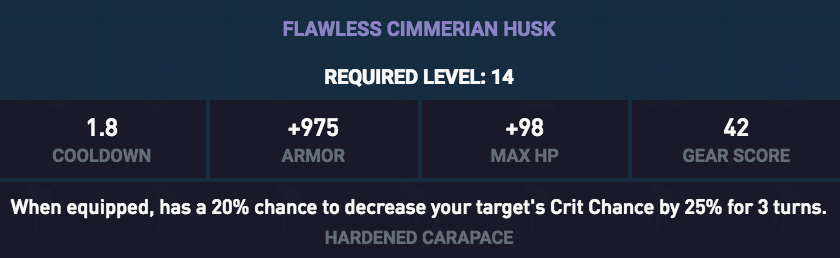 FLAWLESS CIMMERIAN HUSK
REQUIRED LEVEL: 14
1.8 +975 +98 42
COOLDOWN ARMOR MAX HP GEAR SCORE
When equipped, has a 20% chance to decrease your target's Crit Chance by 25% for 3 turns.
HARDENED CARAPACE